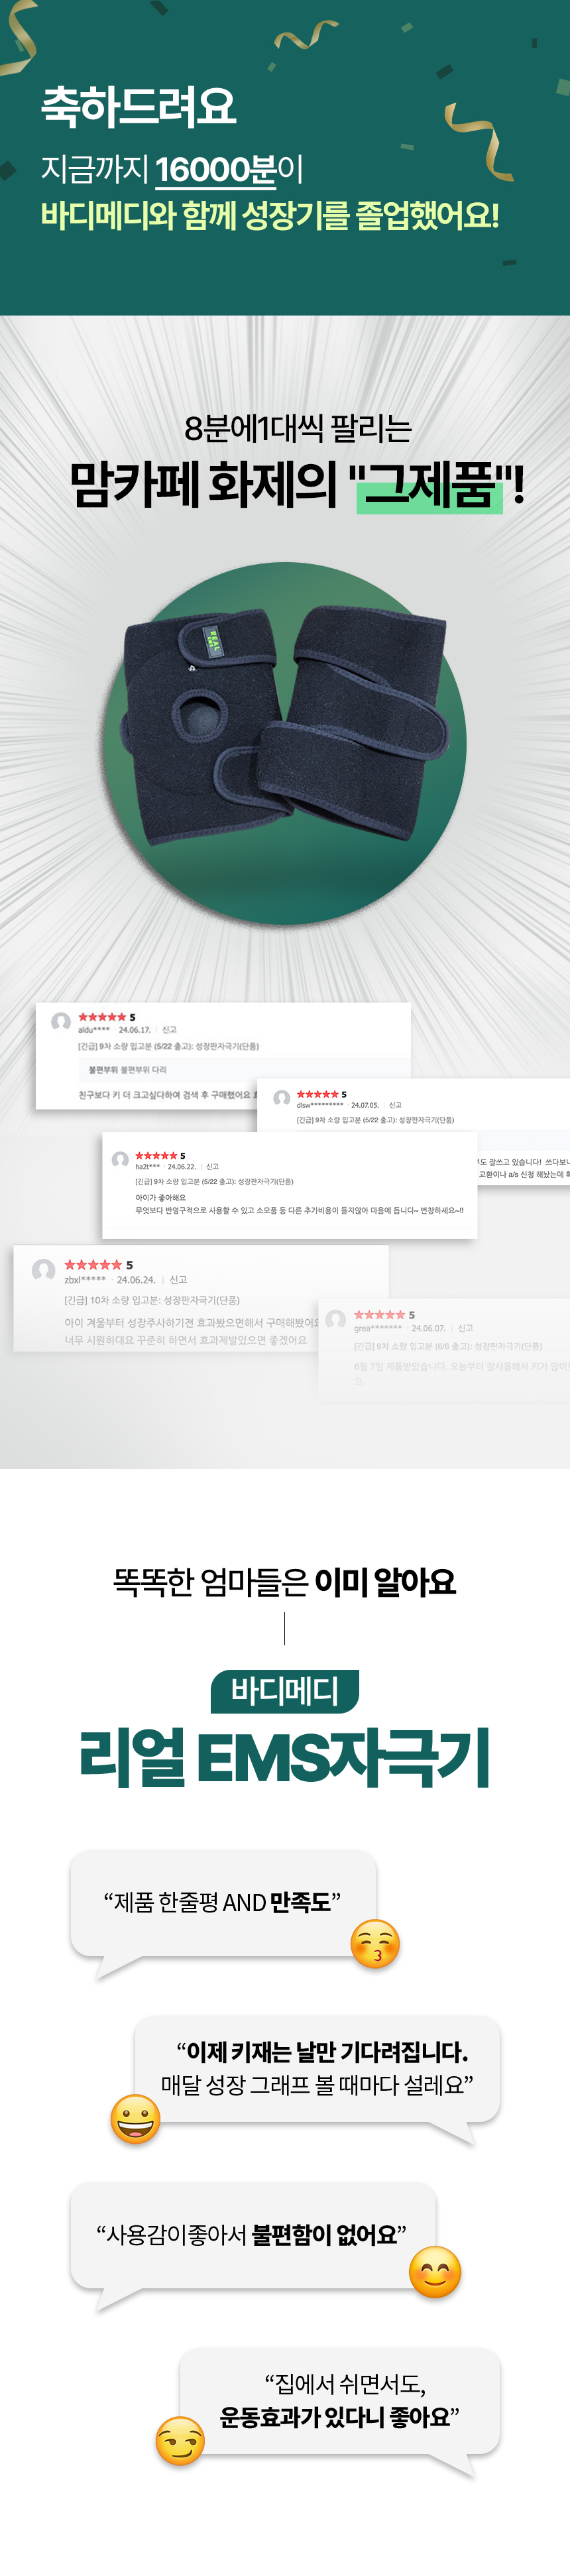 축하드려요
지금까지 16000분이
바디메디와 함께 성장기를 졸업했어요!
8분에1대씩 팔리는
맘카페 화제의 "그제품"!
REAL
★★★★★ 5
aldu**** · 24.06.17. | 신고
[긴급] 9차 소량 입고분 (5/22 출고): 성장판자극기(단품)
불편부위 불편부위 다리
친구보다 키 더 크고싶다하여 검색 후 구매했어요
★★★★★ 5
dlsw********* · 24.07.05. | 신고
[긴급] 9차 소량 입고분 (5/22 출고): 성장판자극기(단품)
도 잘쓰고 있습니다! 쓰다보니
교환이나 a/s 신청 해놨는데
★★★★★ 5
ha2t*** · 24.06.22. | 신고
[긴급] 9차 소량 입고분 (5/22 출고): 성장판자극기(단품)
아이가 좋아해요
무엇보다 반영구적으로 사용할 수 있고 소모품 등 다른 추가비용이 들지않아 마음에 듭니다~ 번창하세요~!!
★★★★★ 5
zbxl***** · 24.06.24. | 신고
[긴급] 10차 소량 입고분: 성장판자극기(단품)
아이 겨울부터 성장주사하기전 효과봤으면해서 구매해봤어요
너무 시원하대요 꾸준히 하면서 효과제발있으면 좋겠어요
★★★★★ 5
grea******* · 24.06.07. | 신고
[긴급] 9차 소량 입고분 (6/6 출고): 성장판자극기(단품)
6월 7일 제품받았습니다. 오늘부터 잘사용해서 키가 많이
요.
똑똑한 엄마들은 이미 알아요
바디메디
리얼 EMS자극기
“제품 한줄평 AND 만족도”
“이제 키재는 날만 기다려집니다.
매달 성장 그래프 볼 때마다 설레요”
“사용감이좋아서 불편함이 없어요”
“집에서 쉬면서도,
운동효과가 있다니 좋아요”